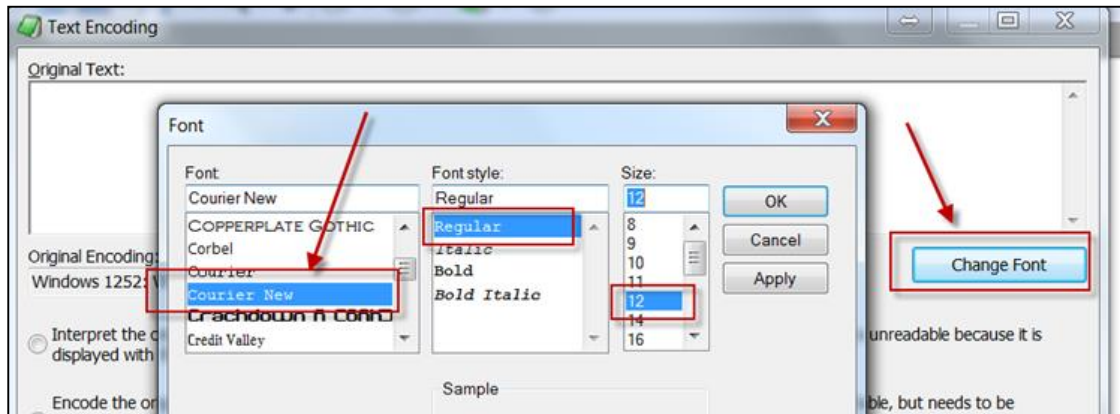 Text Encoding
Original Text:
Font
Font:
Courier New
COPPERPLATE GOTHIC
Corbel
Courier
Courier New
Credit Valley
Font style:
Regular
Regular
Italic
Bold
Bold Italic
Size:
12
8
9
10
11
12
14
16
OK
Cancel
Apply
Sample
Change Font
Original Encoding:
Windows 1252:
Interpret the
displayed with
unreadable because it is
Encode the
but needs to be